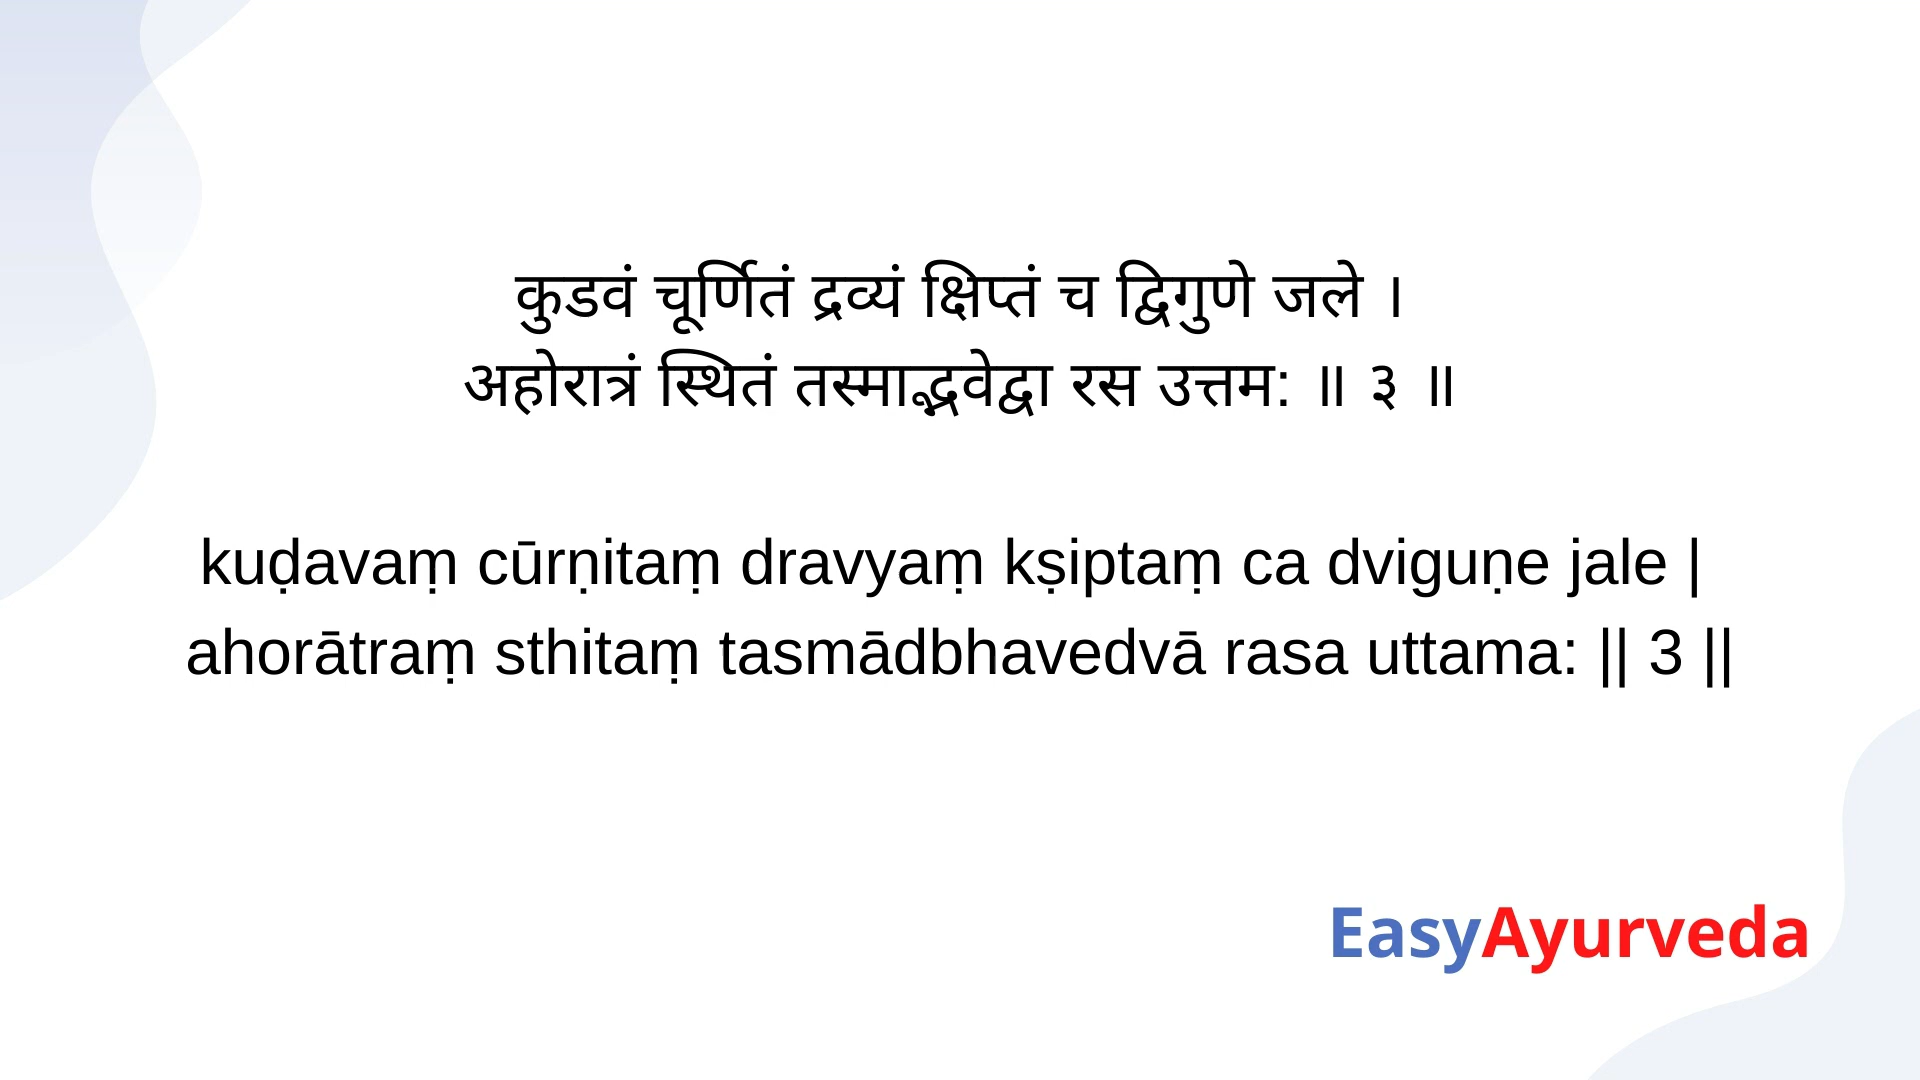 कुडवं चूर्णितं द्रव्यं क्षिप्तं च द्विगुणे जले ।
अहोरात्रं स्थितं तस्माद्भवेद्वा रस उत्तम: ॥ ३ ॥
kuḍavaṃ cūrṇitaṃ dravyaṃ kṣiptaṃ ca dviguṇe jale |
ahorātraṃ sthitaṃ tasmādbhavedvā rasa uttama: || 3 ||
EasyAyurveda